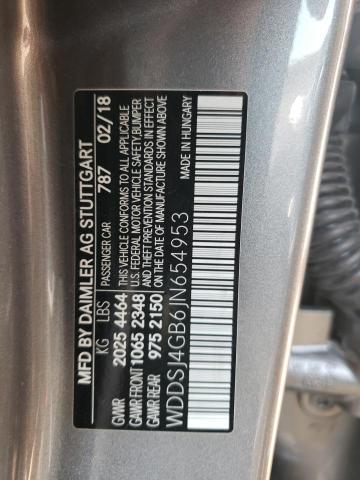 MFD BY DAIMLER AG STUTTGART
PASSENGER CAR 787 02/18
KG LBS THIS VEHICLE CONFORMS TO ALL APPLICABLE
GVWR 2025 4464 U.S. FEDERAL MOTOR VEHICLE SAFETY, BUMPER
GAWR FRONT 1065 2348 AND THEFT PREVENTION STANDARDS IN EFFECT
GAWR REAR 975 2150 ON THE DATE OF MANUFACTURE SHOWN ABOVE.
WDDSJ4GB6JN654953
MADE IN HUNGARY